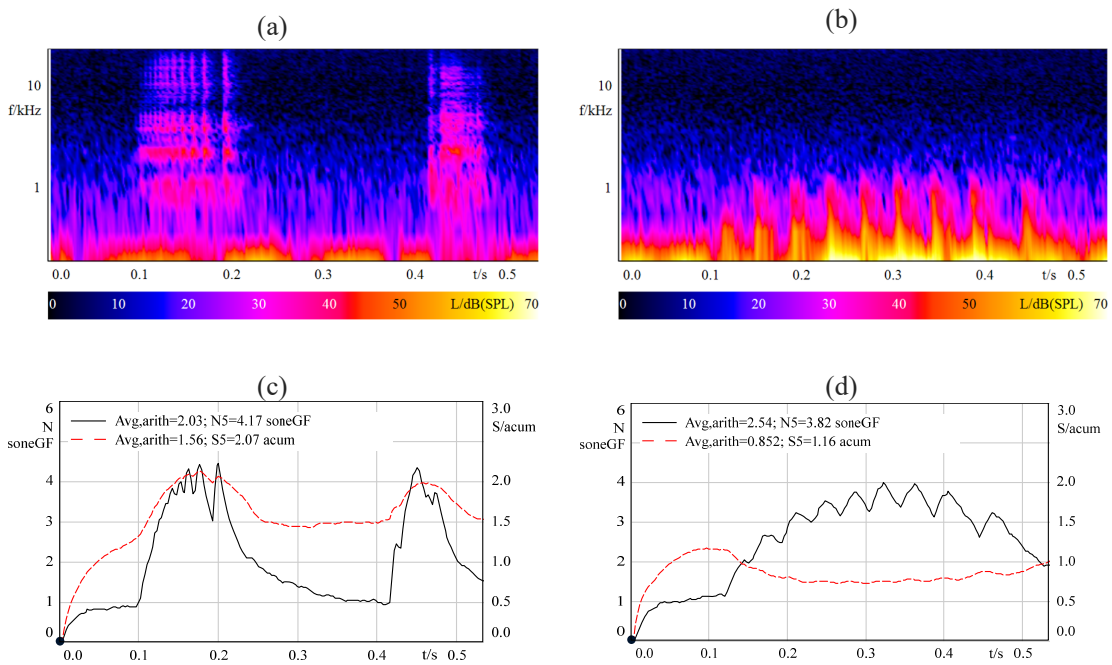 (a)
10
f/kHz
1
0.0 0.1 0.2 0.3 0.4 t/s 0.5
0 10 20 30 40 50 L/dB(SPL) 70
(b)
10
f/kHz
1
0.0 0.1 0.2 0.3 0.4 t/s 0.5
0 10 20 30 40 50 L/dB(SPL) 70
(c)
6
N
soneGF
4
3
2
1
0
Avg,arith=2.03; N5=4.17 soneGF
Avg,arith=1.56; S5=2.07 acum
3.0
S/acum
2.0
1.5
1.0
0.5
0.0
0.0 0.1 0.2 0.3 0.4 t/s 0.5
(d)
6
N
soneGF
4
3
2
1
0
Avg,arith=2.54; N5=3.82 soneGF
Avg,arith=0.852; S5=1.16 acum
3.0
S/acum
2.0
1.5
1.0
0.5
0.0
0.0 0.1 0.2 0.3 0.4 t/s 0.5